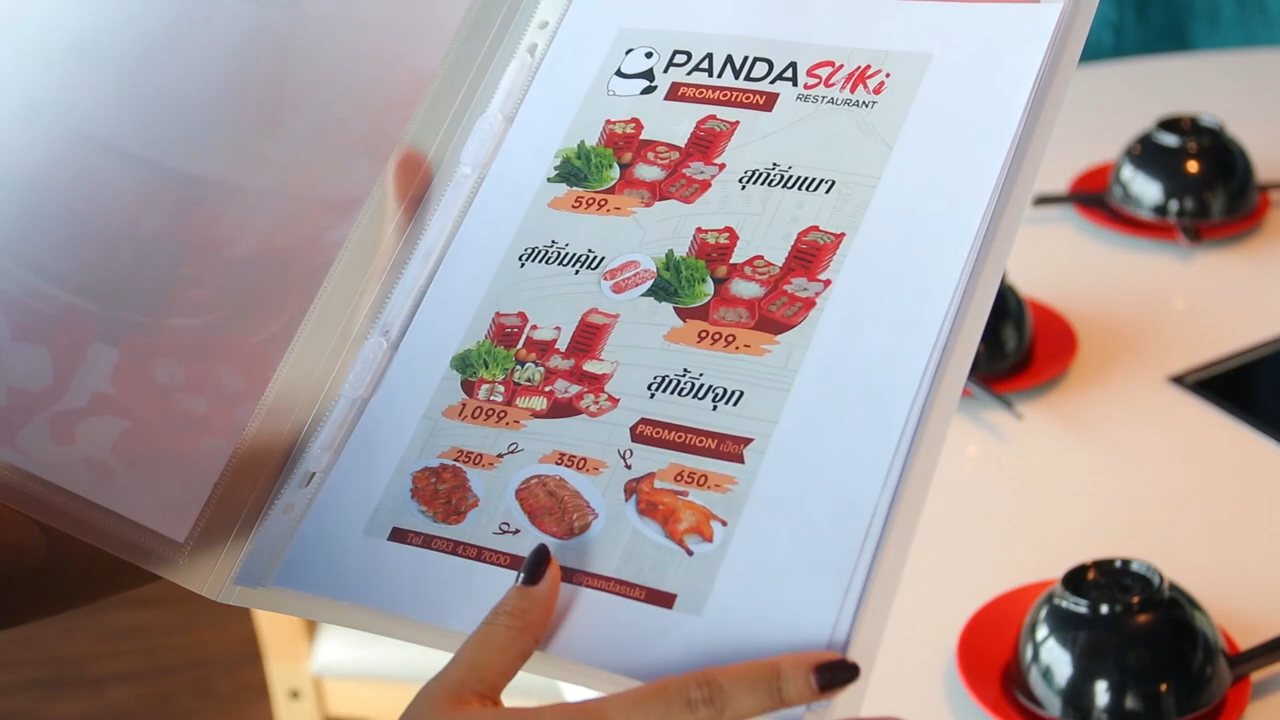 PANDA SUKi
RESTAURANT
PROMOTION
สุกี้อิ่มเบา
599.-
สุกี้อิ่มคุ้ม
999.-
สุกี้อิ่มจุก
1,099.-
PROMOTION เป็ด!
250.-
350.-
650.-
Tel : 093 438 7000
@pandasuki